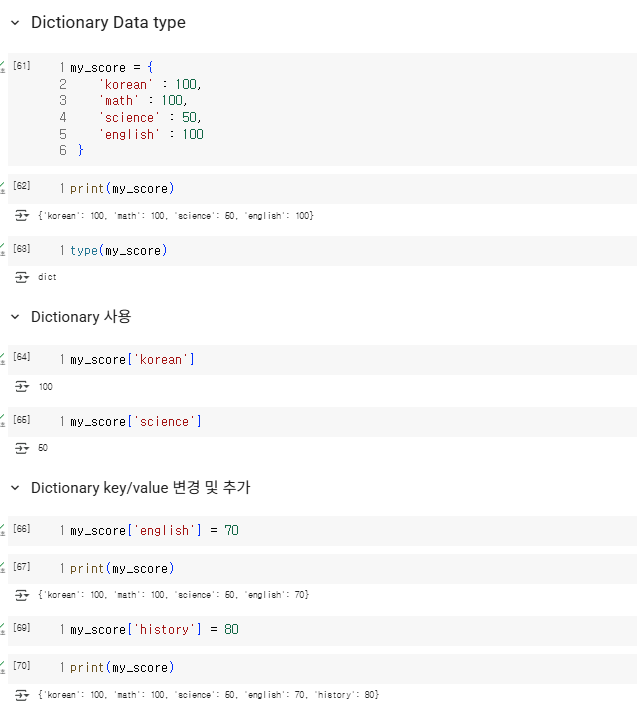 Dictionary Data type
[61] 1 my_score = {
2 'korean' : 100,
3 'math' : 100,
4 'science' : 50,
5 'english' : 100
6 }
[62] 1 print(my_score)
{'korean': 100, 'math': 100, 'science': 50, 'english': 100}
[63] 1 type(my_score)
dict
Dictionary 사용
[64] 1 my_score['korean']
100
[65] 1 my_score['science']
50
Dictionary key/value 변경 및 추가
[66] 1 my_score['english'] = 70
[67] 1 print(my_score)
{'korean': 100, 'math': 100, 'science': 50, 'english': 70}
[69] 1 my_score['history'] = 80
[70] 1 print(my_score)
{'korean': 100, 'math': 100, 'science': 50, 'english': 70, 'history': 80}